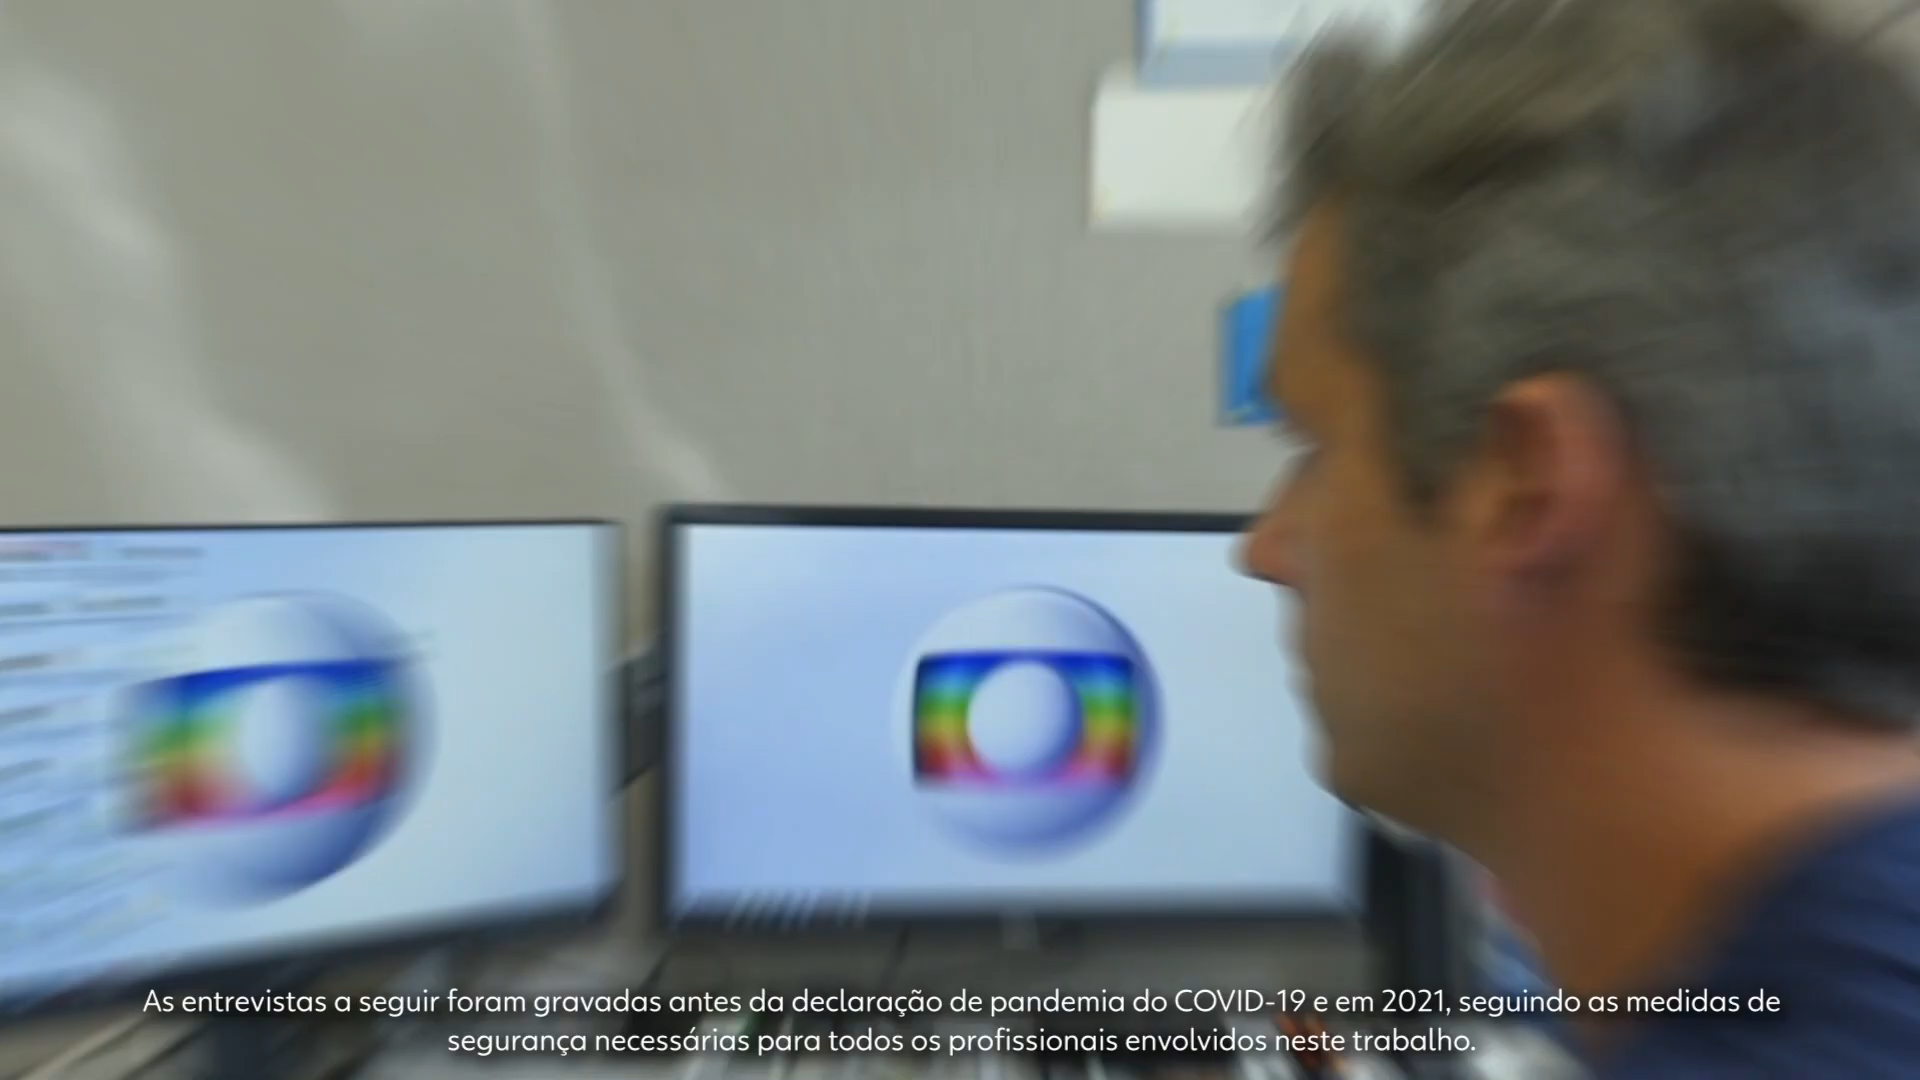 As entrevistas a seguir foram gravadas antes da declaração de pandemia do COVID-19 e em 2021, seguindo as medidas de
segurança necessárias para todos os profissionais envolvidos neste trabalho.